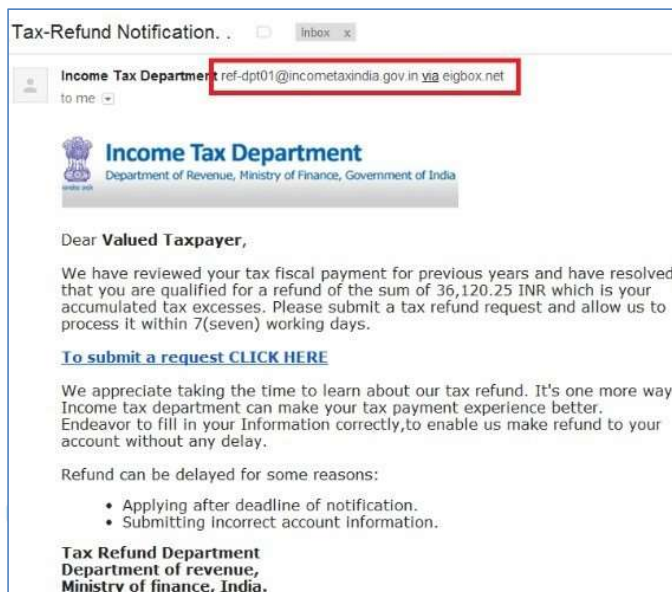 Tax-Refund Notification. .
Inbox x
Income Tax Department ref-dpt01@incometaxindia.gov.in via eigbox.net
to me
Income Tax Department
Department of Revenue, Ministry of Finance, Government of India
Dear Valued Taxpayer,
We have reviewed your tax fiscal payment for previous years and have resolved
that you are qualified for a refund of the sum of 36,120.25 INR which is your
accumulated tax excesses. Please submit a tax refund request and allow us to
process it within 7(seven) working days.
To submit a request CLICK HERE
We appreciate taking the time to learn about our tax refund. It's one more way
Income tax department can make your tax payment experience better.
Endeavor to fill in your Information correctly,to enable us make refund to your
account without any delay.
Refund can be delayed for some reasons:
• Applying after deadline of notification.
• Submitting incorrect account information.
Tax Refund Department
Department of revenue,
Ministry of finance, India.